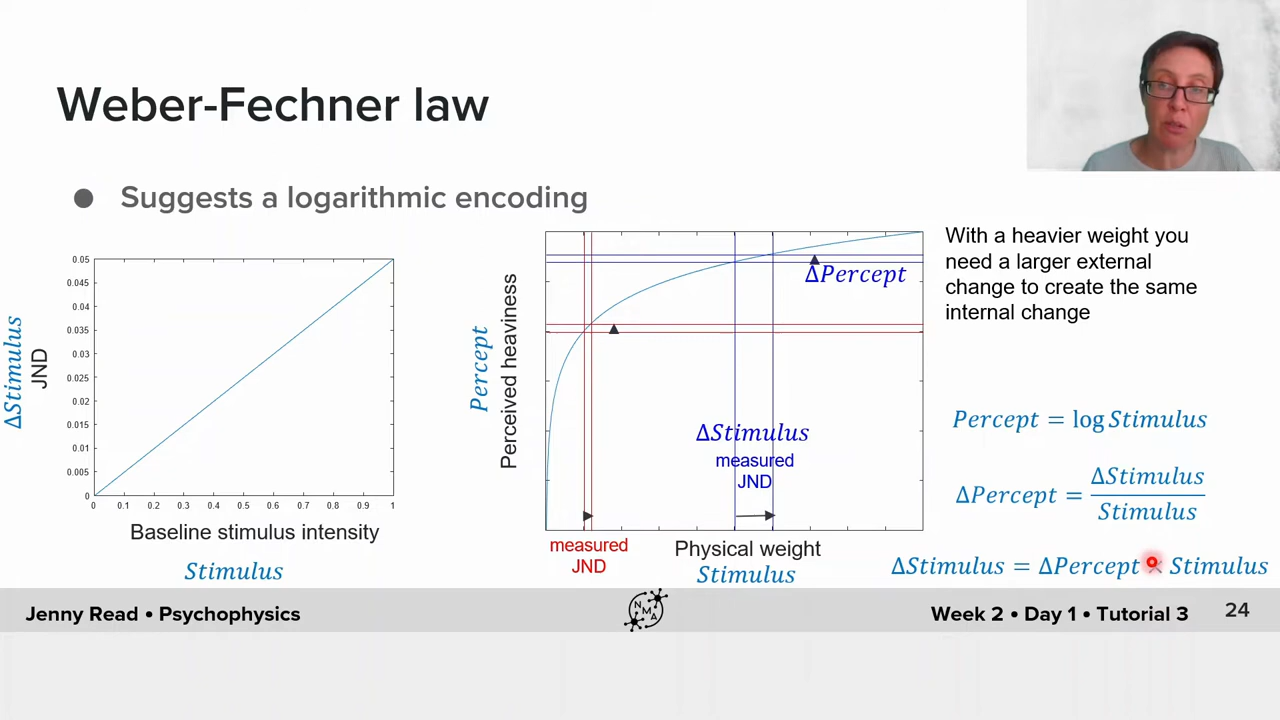 Weber-Fechner law
● Suggests a logarithmic encoding
ΔStimulus
JND
0.05
0.045
0.04
0.035
0.03
0.025
0.02
0.015
0.01
0.005
0
0 0.1 0.2 0.3 0.4 0.5 0.6 0.7 0.8 0.9 1
Baseline stimulus intensity
Stimulus
Percept
Perceived heaviness
ΔPercept
ΔStimulus
measured
JND
measured
JND
Physical weight
Stimulus
With a heavier weight you
need a larger external
change to create the same
internal change
Percept = log Stimulus
ΔPercept = ΔStimulus / Stimulus
ΔStimulus = ΔPercept × Stimulus
Jenny Read • Psychophysics
NMA
Week 2 • Day 1 • Tutorial 3
24